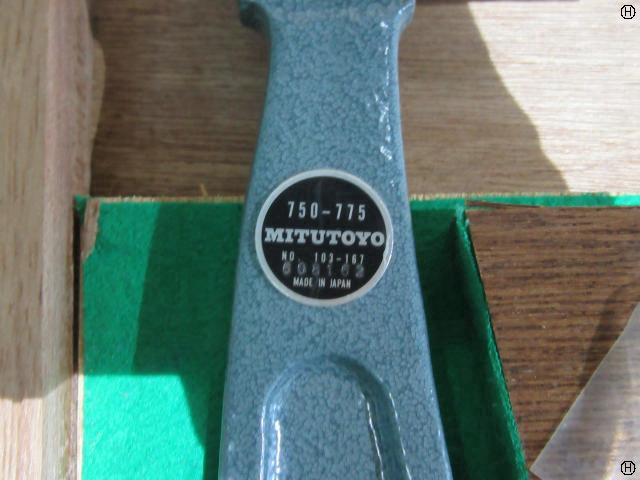 750-775
MITUTOYO
NO. 103-167
MADE IN JAPAN
H
H